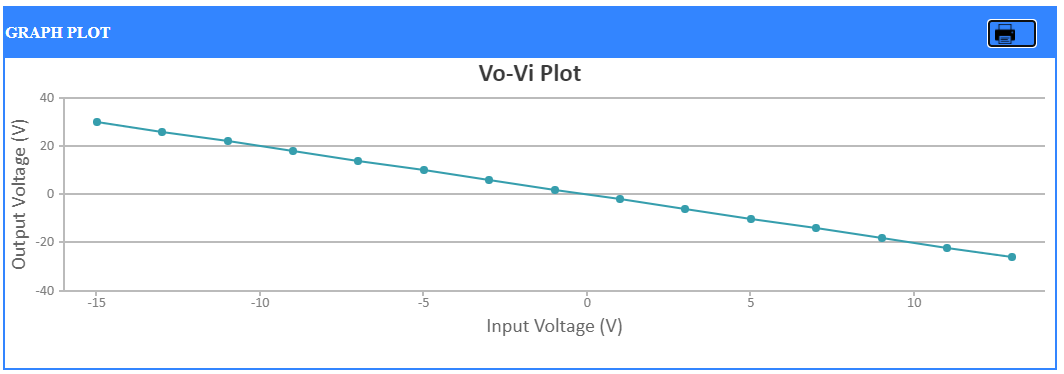 GRAPH PLOT
Vo-Vi Plot
Output Voltage (V)
40
20
0
-20
-40
-15 -10 -5 0 5 10
Input Voltage (V)